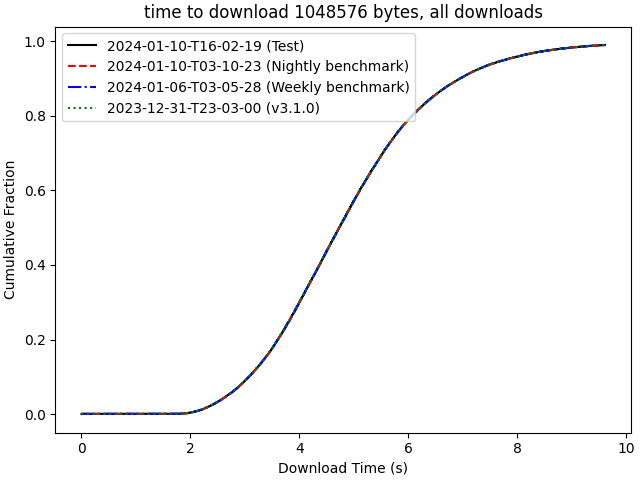 time to download 1048576 bytes, all downloads
2024-01-10-T16-02-19 (Test)
2024-01-10-T03-10-23 (Nightly benchmark)
2024-01-06-T03-05-28 (Weekly benchmark)
2023-12-31-T23-03-00 (v3.1.0)
1.0
0.8
0.6
0.4
0.2
0.0
Cumulative Fraction
0 2 4 6 8 10
Download Time (s)